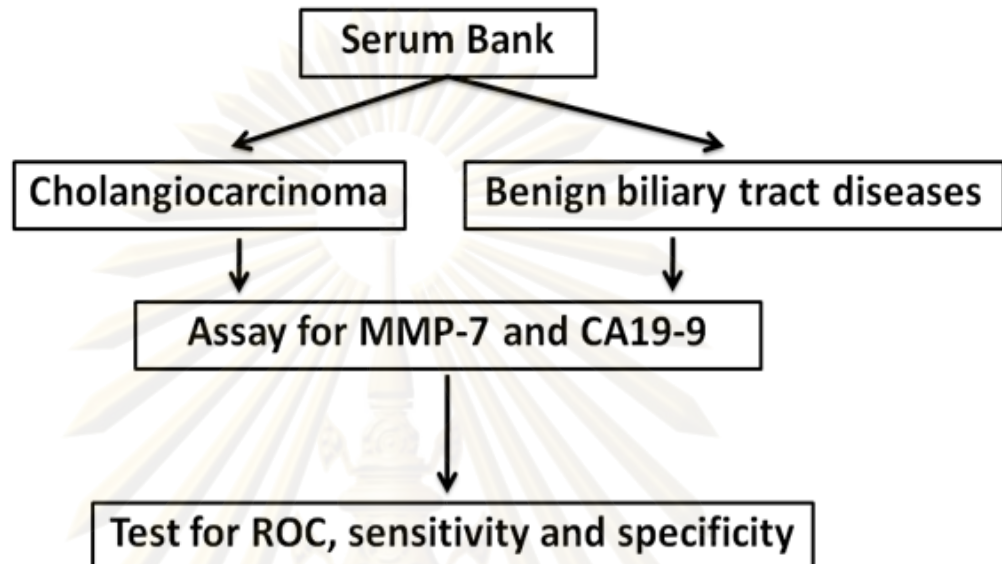 Serum Bank
Cholangiocarcinoma
Benign biliary tract diseases
Assay for MMP-7 and CA19-9
Test for ROC, sensitivity and specificity